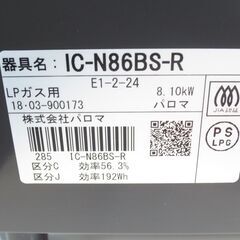 器具名：IC-N86BS-R
E1-2-24
LPガス用 8.10kW
18·03-900173 パロマ
株式会社パロマ
285 IC-N86BS-R
区分C 効率56.3%
区分J 効率192Wh
JIA
PS
LPG